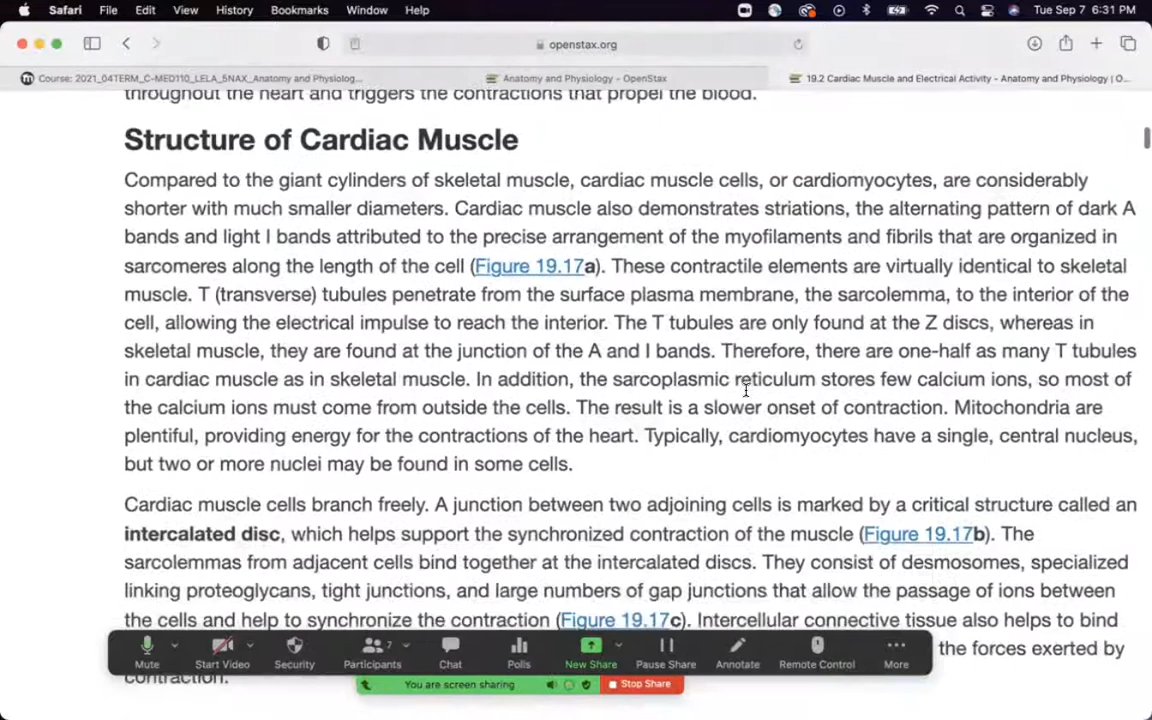 Safari File Edit View History Bookmarks Window Help Tue Sep 7 6:31 PM
openstax.org
Course: 2021_04TERM_C-MED110_LELA_5NAX_Anatomy and Physiolog... Anatomy and Physiology - OpenStax 19.2 Cardiac Muscle and Electrical Activity - Anatomy and Physiology | O...
throughout the heart and triggers the contractions that propel the blood.
Structure of Cardiac Muscle
Compared to the giant cylinders of skeletal muscle, cardiac muscle cells, or cardiomyocytes, are considerably
shorter with much smaller diameters. Cardiac muscle also demonstrates striations, the alternating pattern of dark A
bands and light I bands attributed to the precise arrangement of the myofilaments and fibrils that are organized in
sarcomeres along the length of the cell (Figure 19.17a). These contractile elements are virtually identical to skeletal
muscle. T (transverse) tubules penetrate from the surface plasma membrane, the sarcolemma, to the interior of the
cell, allowing the electrical impulse to reach the interior. The T tubules are only found at the Z discs, whereas in
skeletal muscle, they are found at the junction of the A and I bands. Therefore, there are one-half as many T tubules
in cardiac muscle as in skeletal muscle. In addition, the sarcoplasmic reticulum stores few calcium ions, so most of
the calcium ions must come from outside the cells. The result is a slower onset of contraction. Mitochondria are
plentiful, providing energy for the contractions of the heart. Typically, cardiomyocytes have a single, central nucleus,
but two or more nuclei may be found in some cells.
Cardiac muscle cells branch freely. A junction between two adjoining cells is marked by a critical structure called an
intercalated disc, which helps support the synchronized contraction of the muscle (Figure 19.17b). The
sarcolemmas from adjacent cells bind together at the intercalated discs. They consist of desmosomes, specialized
linking proteoglycans, tight junctions, and large numbers of gap junctions that allow the passage of ions between
the cells and help to synchronize the contraction (Figure 19.17c). Intercellular connective tissue also helps to bind
the forces exerted by
contraction.
7
Mute Start Video Security Participants Chat Polls New Share Pause Share Annotate Remote Control More
You are screen sharing Stop Share